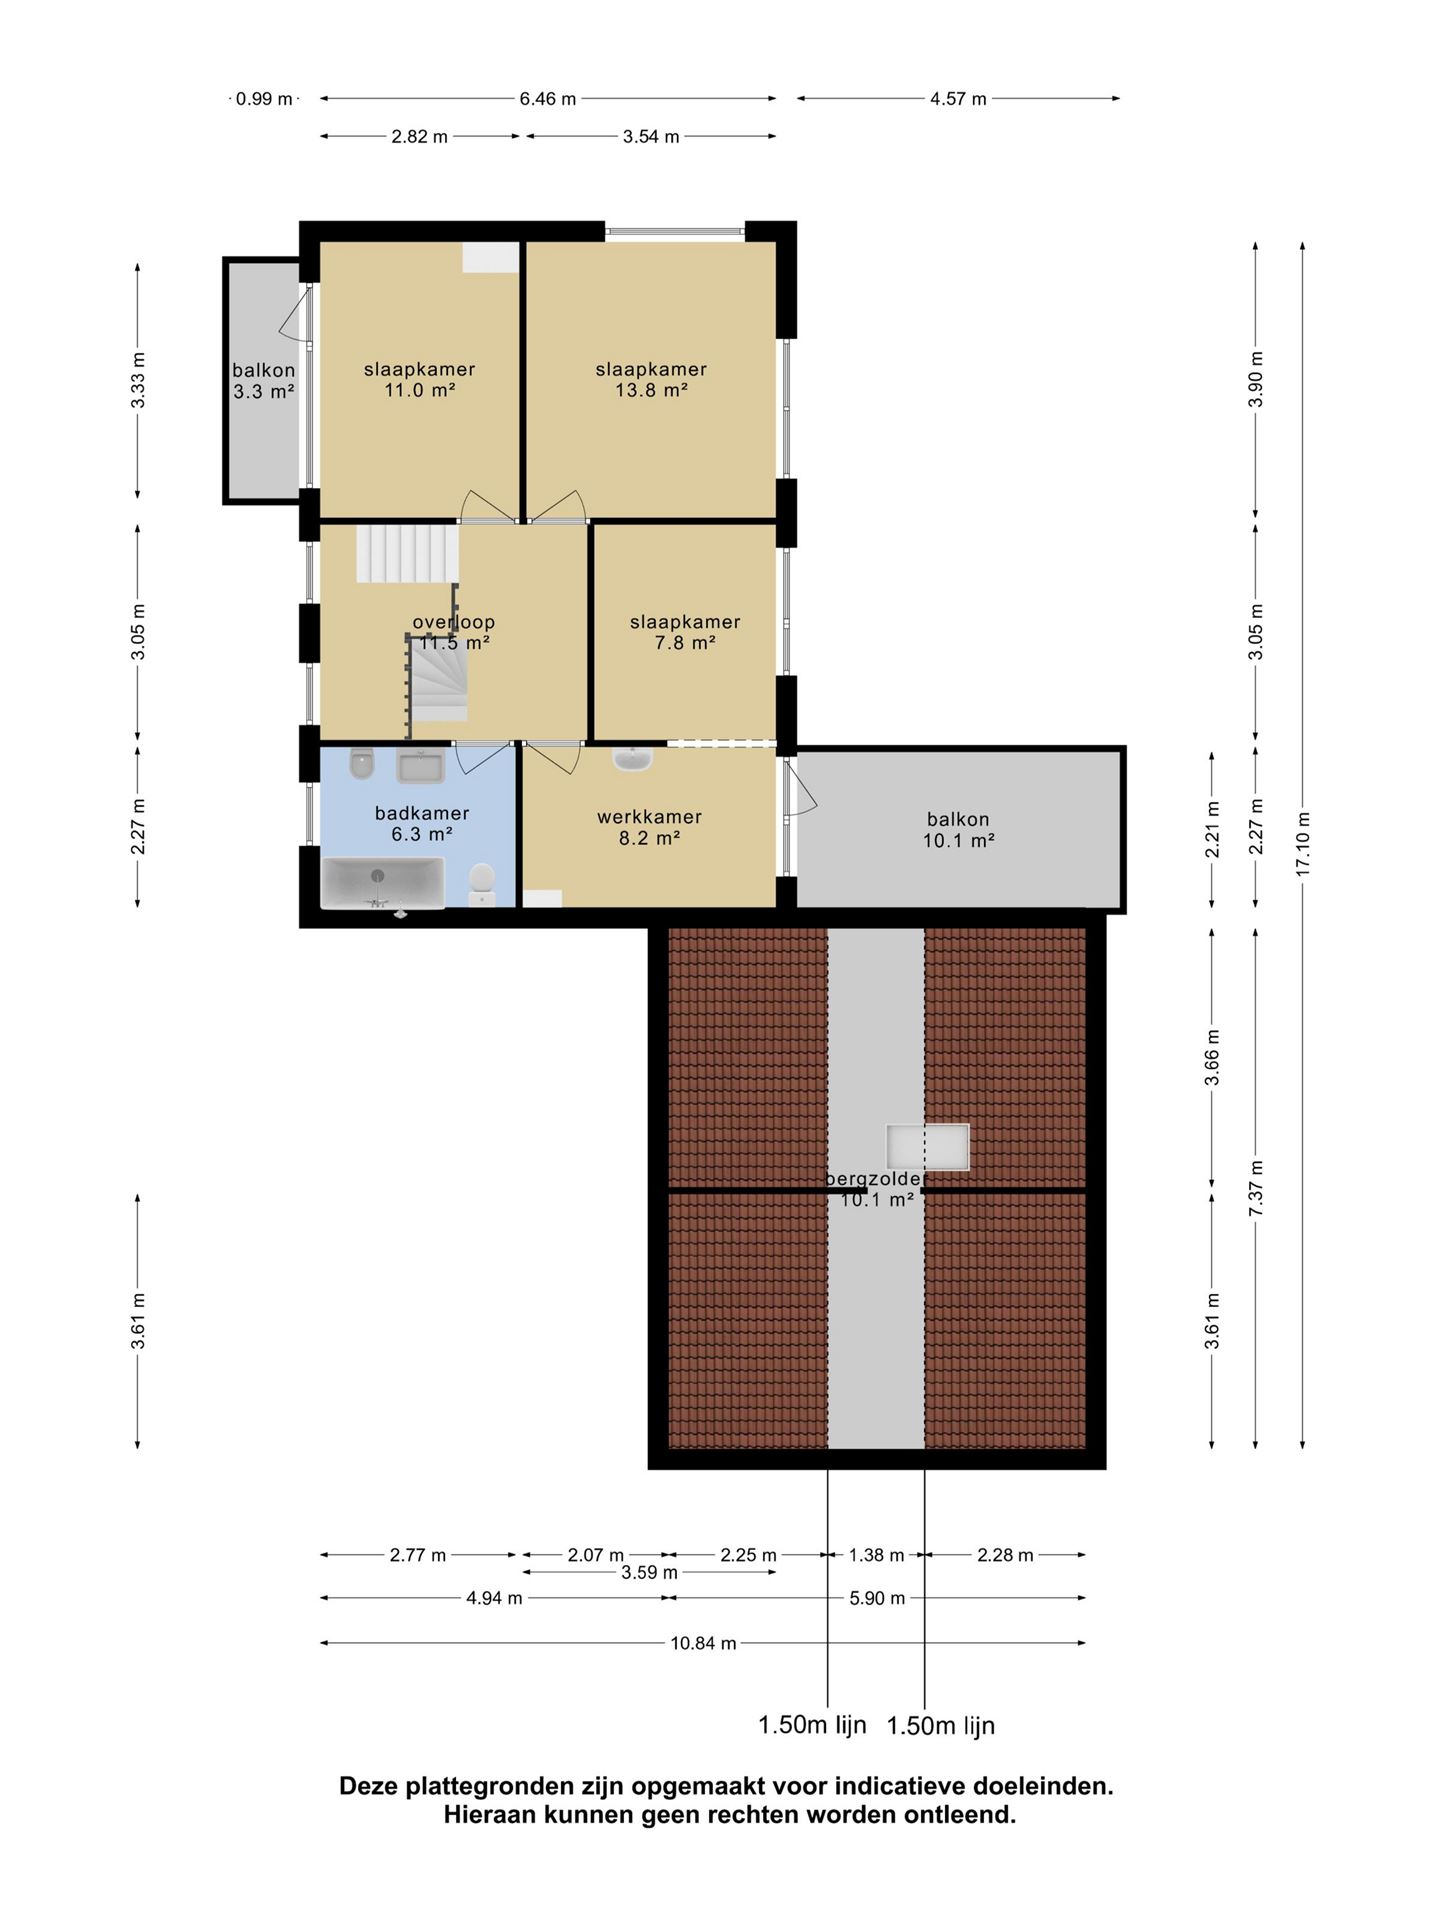 0.99 m
6.46 m
4.57 m
2.82 m
3.54 m
balkon
3.3 m²
slaapkamer
11.0 m²
slaapkamer
13.8 m²
3.33 m
3.90 m
overloop
11.5 m²
slaapkamer
7.8 m²
3.05 m
3.05 m
badkamer
6.3 m²
werkkamer
8.2 m²
balkon
10.1 m²
2.27 m
2.21 m
2.27 m
17.10 m
3.66 m
bergzolder
10.1 m²
7.37 m
3.61 m
3.61 m
2.77 m
2.07 m
2.25 m
1.38 m
2.28 m
3.59 m
4.94 m
5.90 m
10.84 m
1.50m lijn
1.50m lijn
Deze plattegronden zijn opgemaakt voor indicatieve doeleinden.
Hieraan kunnen geen rechten worden ontleend.